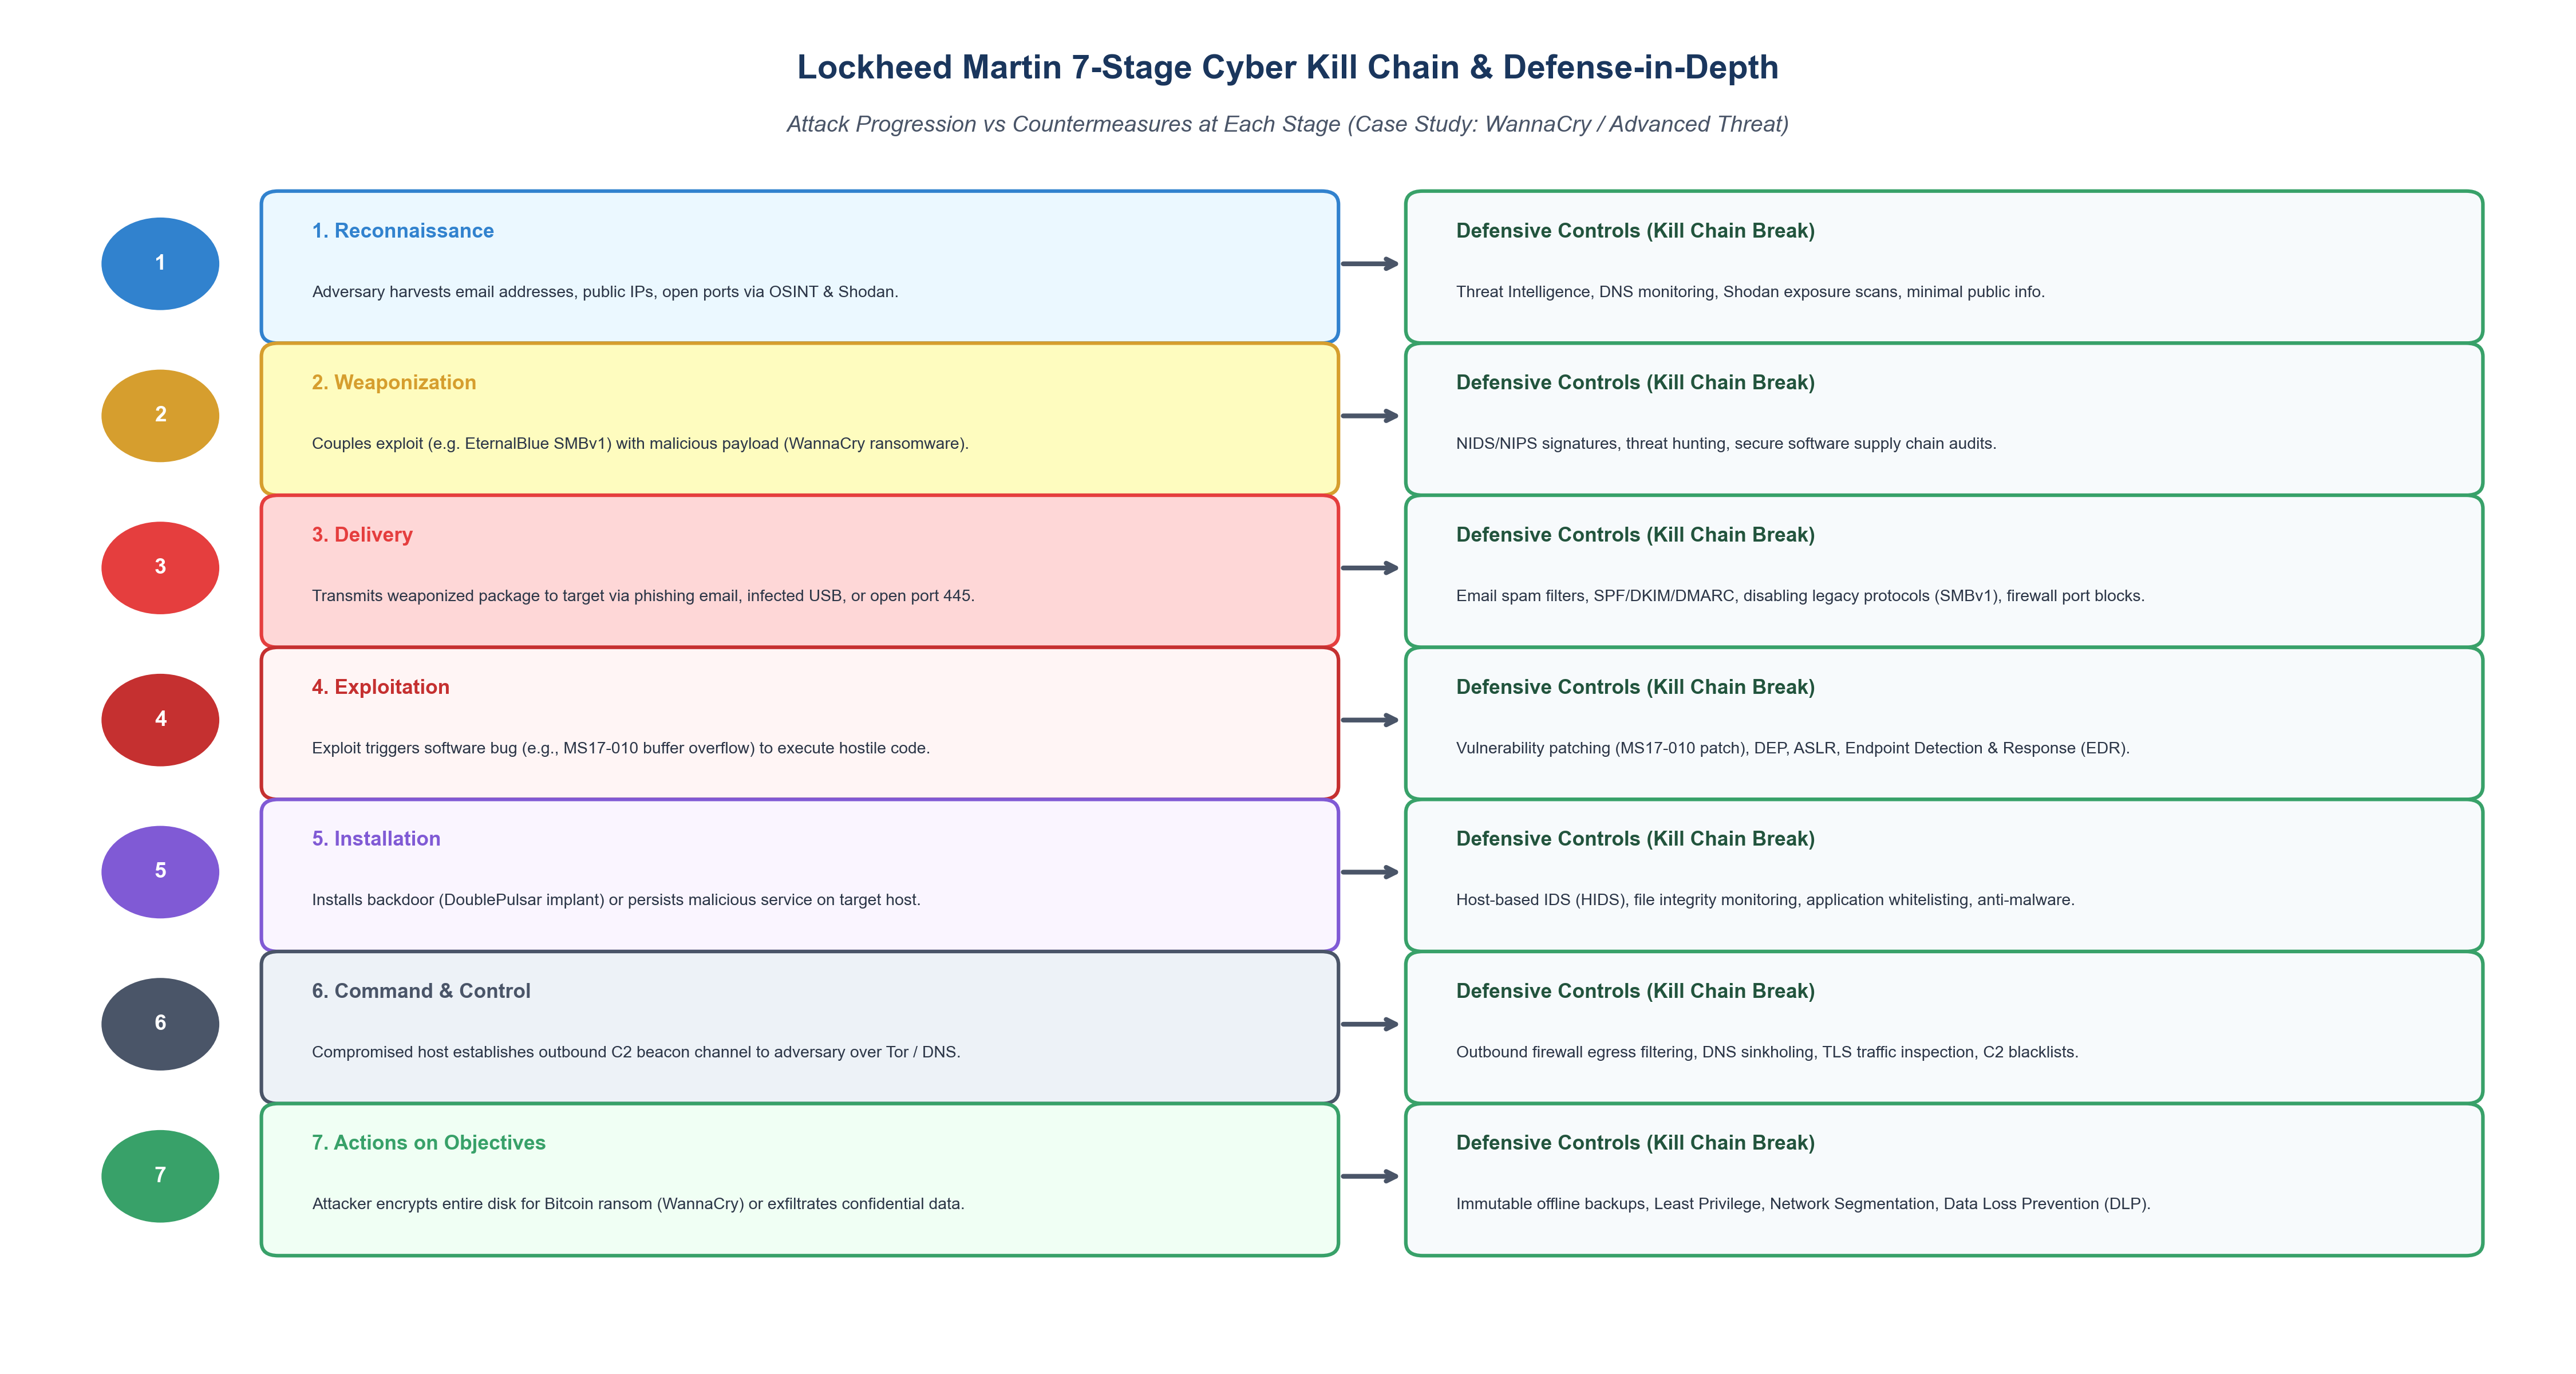 Lockheed Martin 7-Stage Cyber Kill Chain & Defense-in-Depth
Attack Progression vs Countermeasures at Each Stage (Case Study: WannaCry / Advanced Threat)
1
1. Reconnaissance
Adversary harvests email addresses, public IPs, open ports via OSINT & Shodan.
Defensive Controls (Kill Chain Break)
Threat Intelligence, DNS monitoring, Shodan exposure scans, minimal public info.
2
2. Weaponization
Couples exploit (e.g. EternalBlue SMBv1) with malicious payload (WannaCry ransomware).
Defensive Controls (Kill Chain Break)
NIDS/NIPS signatures, threat hunting, secure software supply chain audits.
3
3. Delivery
Transmits weaponized package to target via phishing email, infected USB, or open port 445.
Defensive Controls (Kill Chain Break)
Email spam filters, SPF/DKIM/DMARC, disabling legacy protocols (SMBv1), firewall port blocks.
4
4. Exploitation
Exploit triggers software bug (e.g., MS17-010 buffer overflow) to execute hostile code.
Defensive Controls (Kill Chain Break)
Vulnerability patching (MS17-010 patch), DEP, ASLR, Endpoint Detection & Response (EDR).
5
5. Installation
Installs backdoor (DoublePulsar implant) or persists malicious service on target host.
Defensive Controls (Kill Chain Break)
Host-based IDS (HIDS), file integrity monitoring, application whitelisting, anti-malware.
6
6. Command & Control
Compromised host establishes outbound C2 beacon channel to adversary over Tor / DNS.
Defensive Controls (Kill Chain Break)
Outbound firewall egress filtering, DNS sinkholing, TLS traffic inspection, C2 blacklists.
7
7. Actions on Objectives
Attacker encrypts entire disk for Bitcoin ransom (WannaCry) or exfiltrates confidential data.
Defensive Controls (Kill Chain Break)
Immutable offline backups, Least Privilege, Network Segmentation, Data Loss Prevention (DLP).